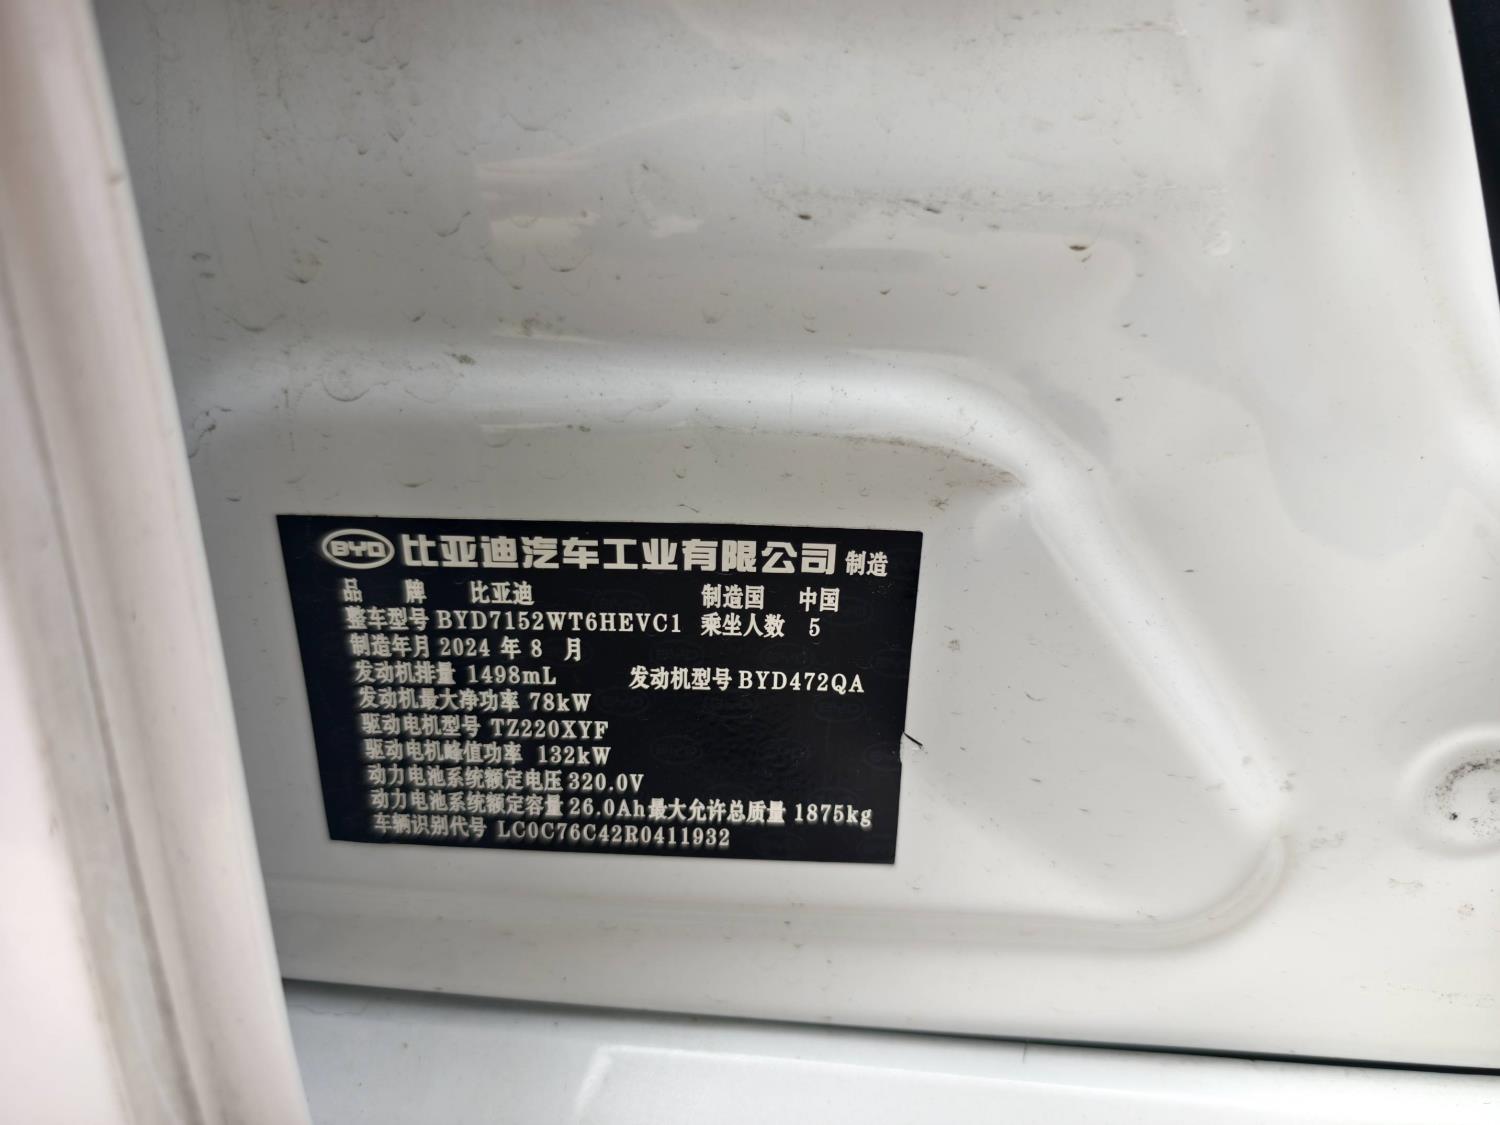 BYD 比亚迪汽车工业有限公司 制造
品 牌 比亚迪 制造国 中国
整车型号 BYD7152WT6HEVC1 乘坐人数 5
制造年月 2024 年 8 月
发动机排量 1498mL 发动机型号 BYD472QA
发动机最大净功率 78kW
驱动电机型号 TZ220XYF
驱动电机峰值功率 132kW
动力电池系统额定电压 320.0V
动力电池系统额定容量 26.0Ah 最大允许总质量 1875kg
车辆识别代号 LC0C76C42R0411932